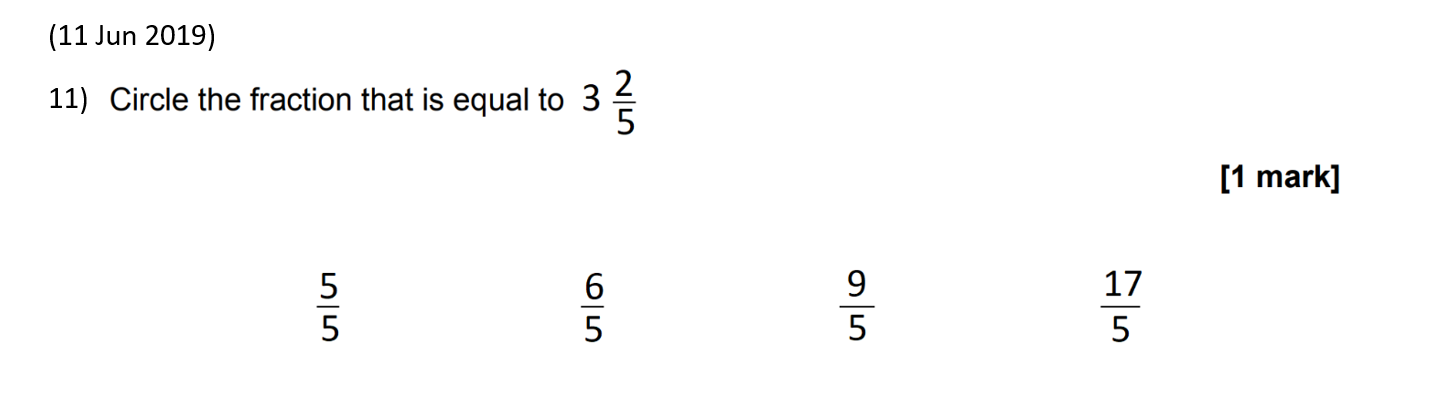 (11 Jun 2019)
11) Circle the fraction that is equal to 3 2/5
[1 mark]
5/5 6/5 9/5 17/5